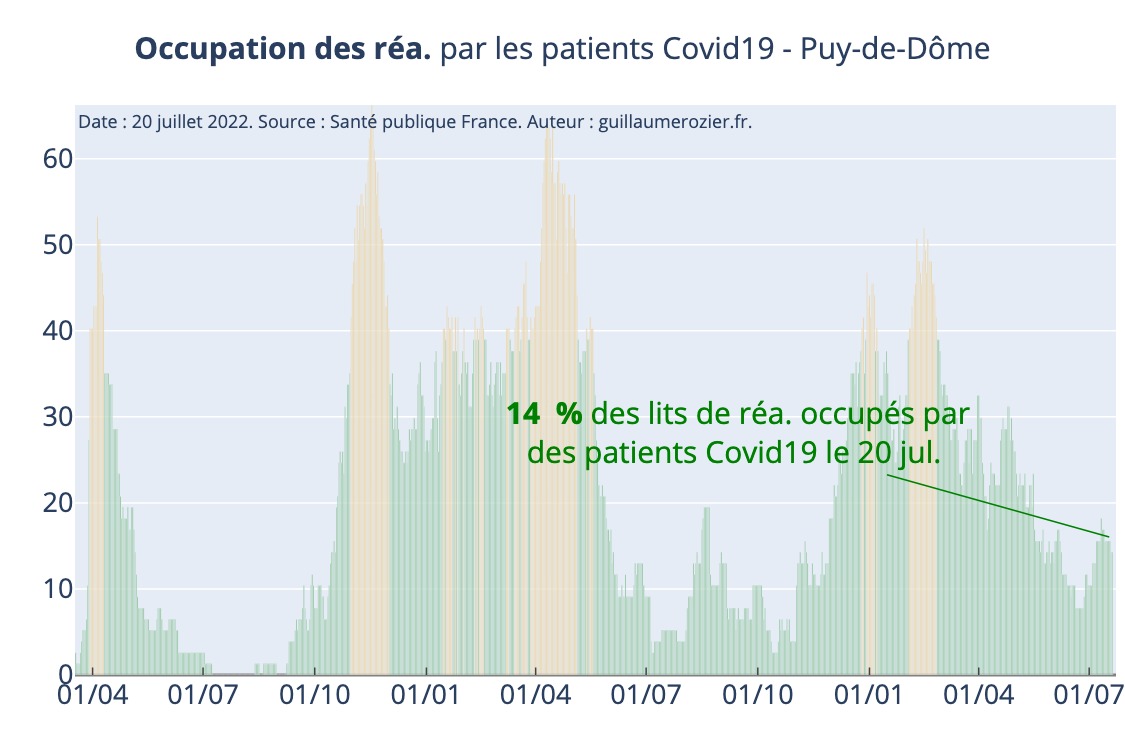 Occupation des réa. par les patients Covid19 - Puy-de-Dôme
Date : 20 juillet 2022. Source : Santé publique France. Auteur : guillaumerozier.fr.
60
50
40
30
20
10
0
14 % des lits de réa. occupés par
des patients Covid19 le 20 jul.
01/04 01/07 01/10 01/01 01/04 01/07 01/10 01/01 01/04 01/07